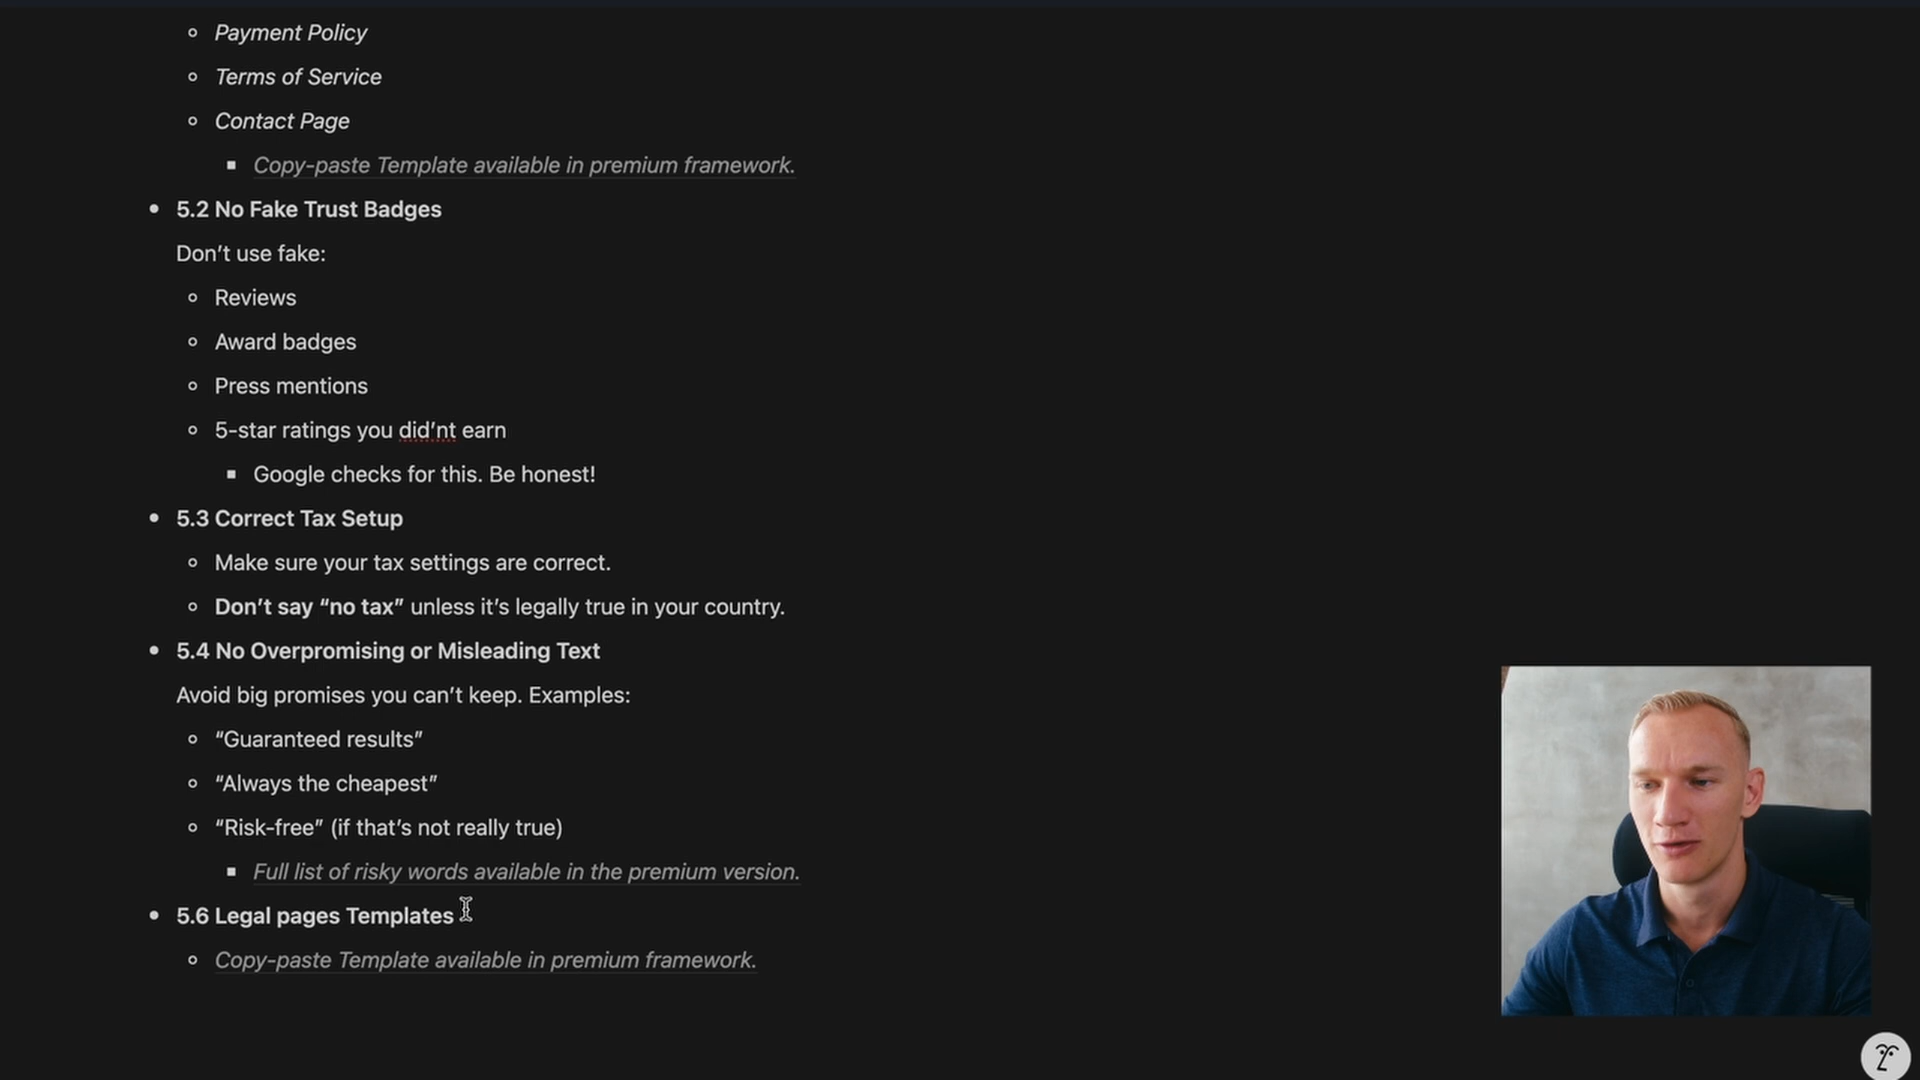 Payment Policy
Terms of Service
Contact Page
Copy-paste Template available in premium framework.
5.2 No Fake Trust Badges
Don’t use fake:
Reviews
Award badges
Press mentions
5-star ratings you did’nt earn
Google checks for this. Be honest!
5.3 Correct Tax Setup
Make sure your tax settings are correct.
Don’t say “no tax” unless it’s legally true in your country.
5.4 No Overpromising or Misleading Text
Avoid big promises you can’t keep. Examples:
“Guaranteed results”
“Always the cheapest”
“Risk-free” (if that’s not really true)
Full list of risky words available in the premium version.
5.6 Legal pages Templates
Copy-paste Template available in premium framework.